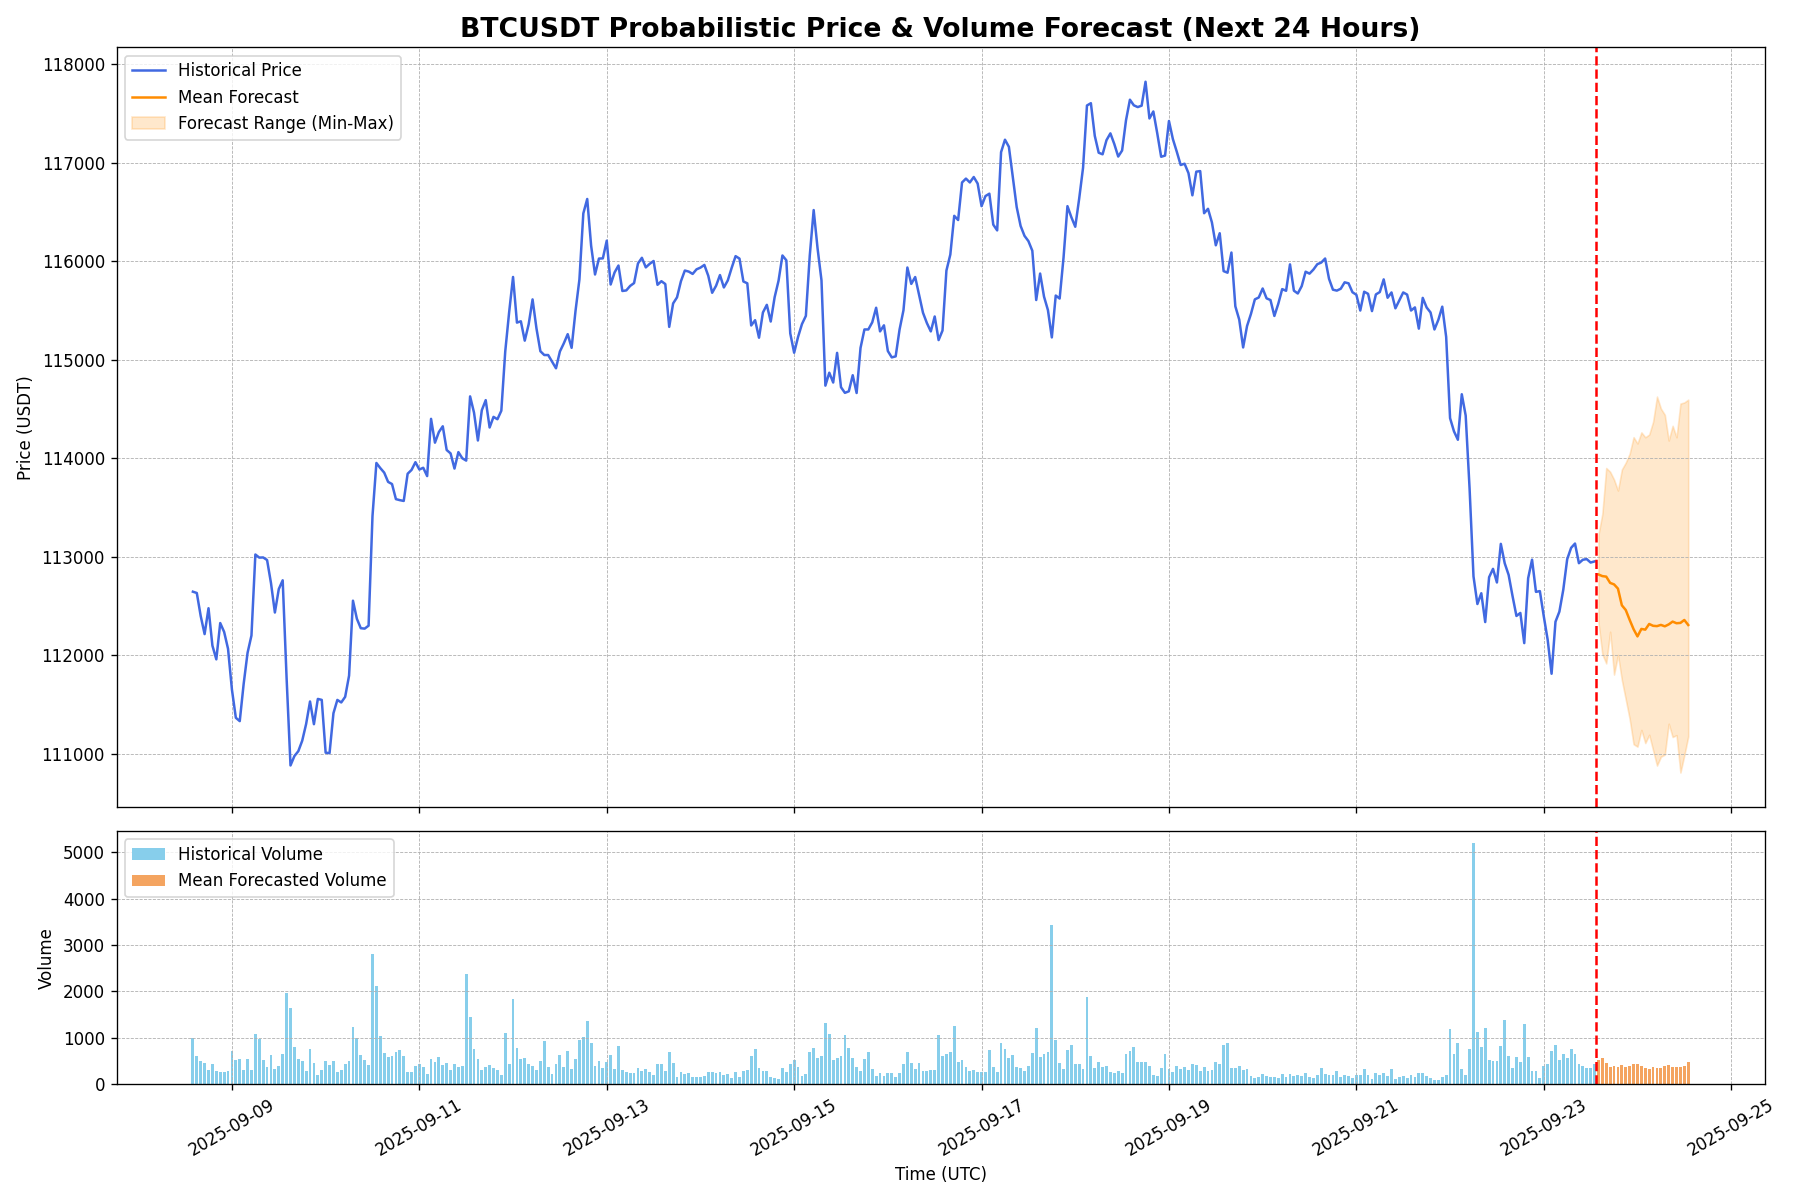 BTCUSDT Probabilistic Price & Volume Forecast (Next 24 Hours)
Historical Price
Mean Forecast
Forecast Range (Min-Max)
118000
117000
116000
115000
114000
113000
112000
111000
Price (USDT)
Historical Volume
Mean Forecasted Volume
5000
4000
3000
2000
1000
0
Volume
2025-09-09
2025-09-11
2025-09-13
2025-09-15
2025-09-17
2025-09-19
2025-09-21
2025-09-23
2025-09-25
Time (UTC)